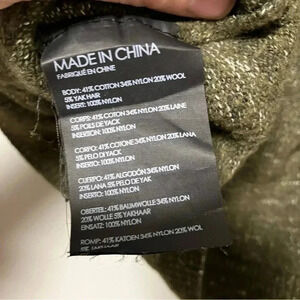 MADE IN CHINA
FABRIQUÉ EN CHINE
BODY: 41% COTTON 34% NYLON 20% WOOL
5% YAK HAIR
INSERT: 100% NYLON
CORPS: 41% COTON 34% NYLON 20% LAINE
5% POILS DE YACK
INSERTION: 100% NYLON
CORPO: 41% COTONE 34% NYLON 20% LANA
5% PELO DI YACK
INSERTO: 100% NYLON
CUERPO: 41% ALGODÓN 34% NYLON
20% LANA 5% PELO DE YAK
INSERTO: 100% NYLON
OBERTEIL: 41% BAUMWOLLE 34% NYLON
20% WOLLE 5% YAKHAAR
EINSATZ: 100% NYLON
ROMP: 41% KATOEN 34% NYLON 20% WOL